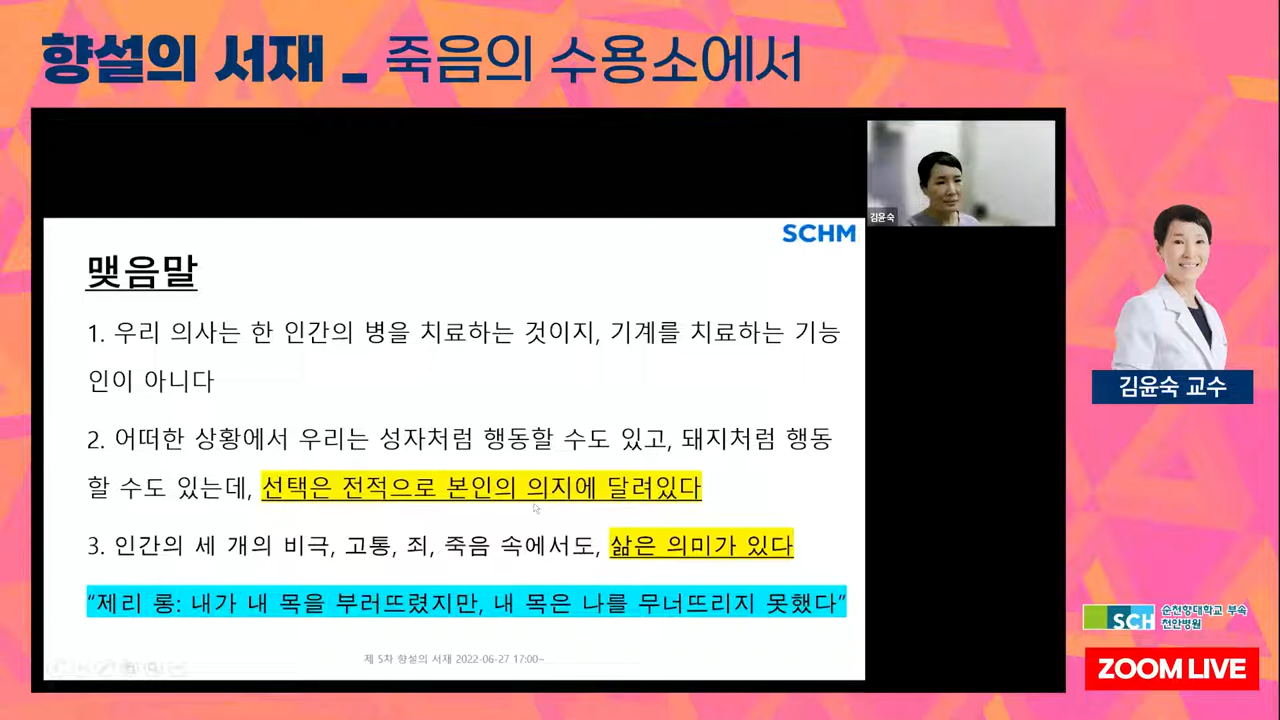 향설의 서재 _ 죽음의 수용소에서
김윤숙
SCHM
맺음말
1. 우리 의사는 한 인간의 병을 치료하는 것이지, 기계를 치료하는 기능
인이 아니다
2. 어떠한 상황에서 우리는 성자처럼 행동할 수도 있고, 돼지처럼 행동
할 수도 있는데, 선택은 전적으로 본인의 의지에 달려있다
3. 인간의 세 개의 비극, 고통, 죄, 죽음 속에서도, 삶은 의미가 있다
“제리 롱: 내가 내 목을 부러뜨렸지만, 내 목은 나를 무너뜨리지 못했다”
제 5차 향설의 서재 2022-06-27 17:00~
김윤숙 교수
SCH 순천향대학교 부속
천안병원
ZOOM LIVE